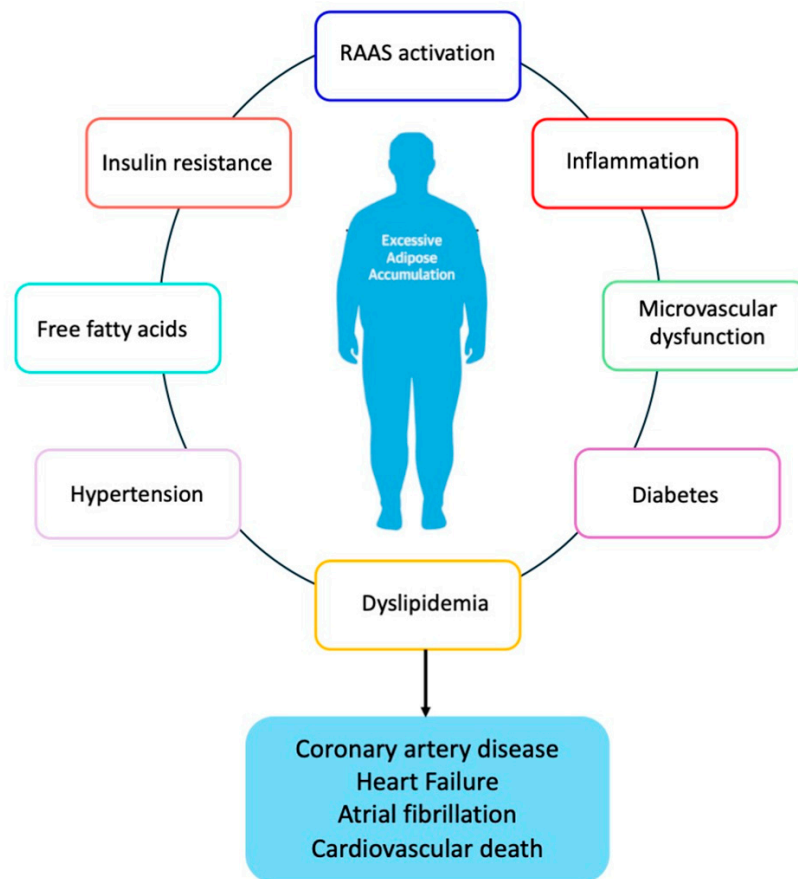 RAAS activation
Insulin resistance
Inflammation
Excessive
Adipose
Accumulation
Free fatty acids
Microvascular
dysfunction
Hypertension
Diabetes
Dyslipidemia
Coronary artery disease
Heart Failure
Atrial fibrillation
Cardiovascular death